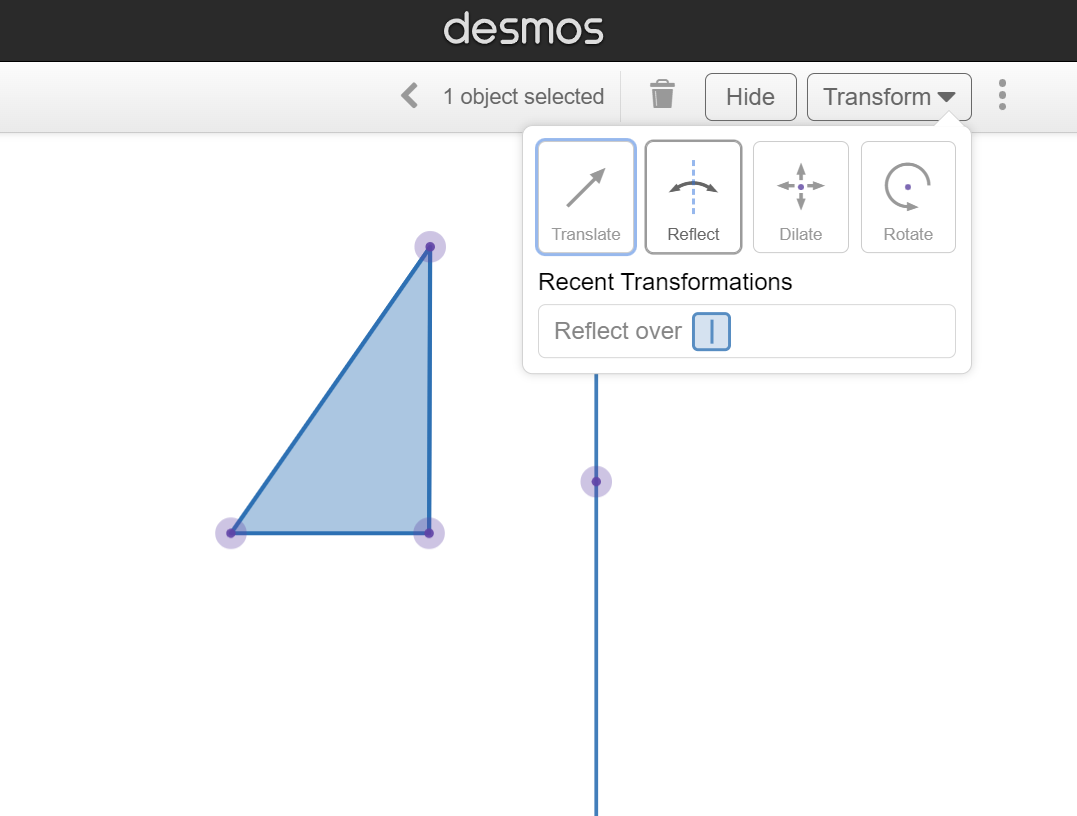 desmos
1 object selected Hide Transform
Translate Reflect Dilate Rotate
Recent Transformations
Reflect over